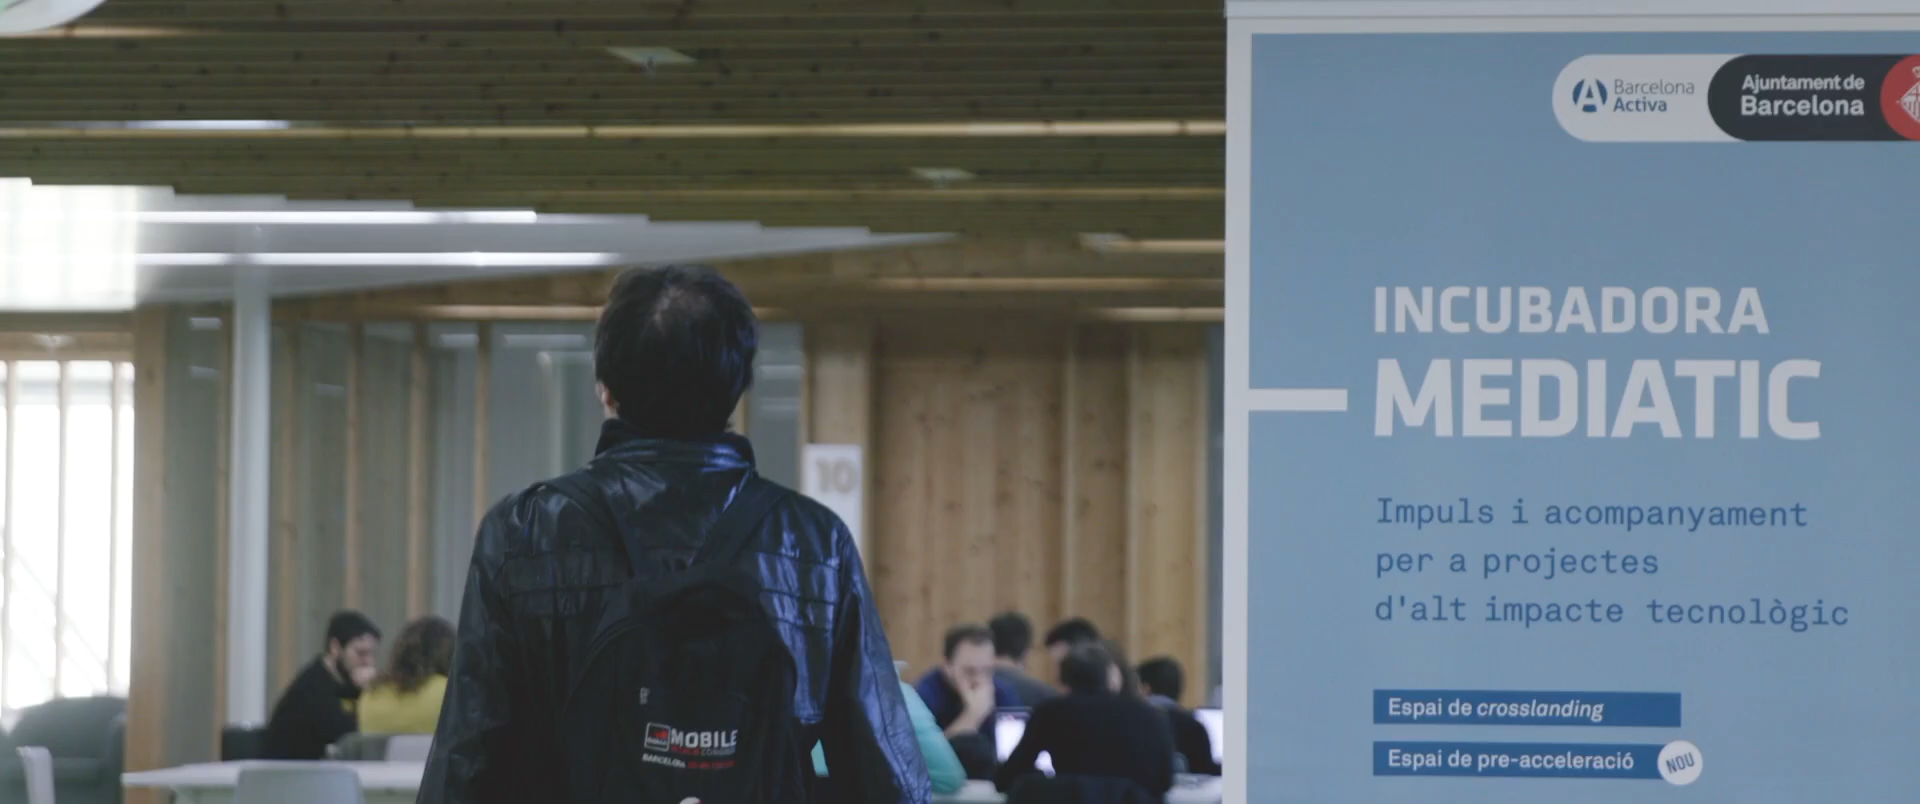 Barcelona
Activa
Ajuntament de
Barcelona
INCUBADORA
MEDIATIC
Impuls i acompanyament
per a projectes
d'alt impacte tecnològic
Espai de crosslanding
Espai de pre-acceleració
NOU
10
MOBILE